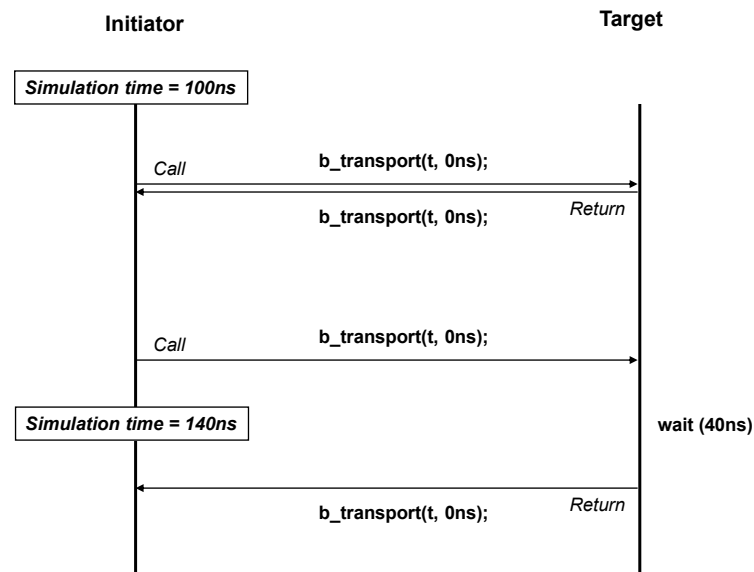 Initiator
Target
Simulation time = 100ns
Call
b_transport(t, 0ns);
b_transport(t, 0ns);
Return
Call
b_transport(t, 0ns);
Simulation time = 140ns
wait (40ns)
b_transport(t, 0ns);
Return